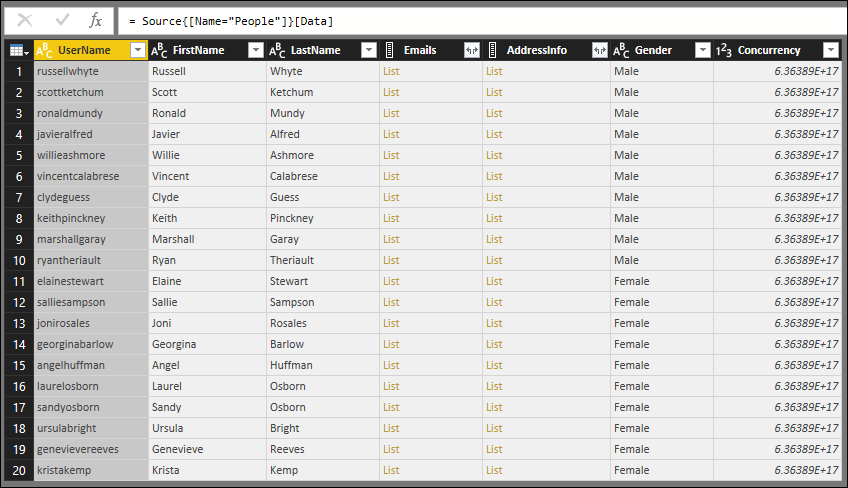 fx = Source{[Name="People"]}[Data]
ABC UserName ABC FirstName ABC LastName Emails AddressInfo ABC Gender 123 Concurrency
1 russellwhyte Russell Whyte List List Male 6.36389E+17
2 scottketchum Scott Ketchum List List Male 6.36389E+17
3 ronaldmundy Ronald Mundy List List Male 6.36389E+17
4 javieralfred Javier Alfred List List Male 6.36389E+17
5 willieashmore Willie Ashmore List List Male 6.36389E+17
6 vincentcalabrese Vincent Calabrese List List Male 6.36389E+17
7 clydeguess Clyde Guess List List Male 6.36389E+17
8 keithpinckney Keith Pinckney List List Male 6.36389E+17
9 marshallgaray Marshall Garay List List Male 6.36389E+17
10 ryantheriault Ryan Theriault List List Male 6.36389E+17
11 elainestewart Elaine Stewart List List Female 6.36389E+17
12 salliesampson Sallie Sampson List List Female 6.36389E+17
13 jonirosales Joni Rosales List List Female 6.36389E+17
14 georginabarlow Georgina Barlow List List Female 6.36389E+17
15 angelhuffman Angel Huffman List List Female 6.36389E+17
16 laurelosborn Laurel Osborn List List Female 6.36389E+17
17 sandyosborn Sandy Osborn List List Female 6.36389E+17
18 ursulabright Ursula Bright List List Female 6.36389E+17
19 genevievereeves Genevieve Reeves List List Female 6.36389E+17
20 kristakemp Krista Kemp List List Female 6.36389E+17